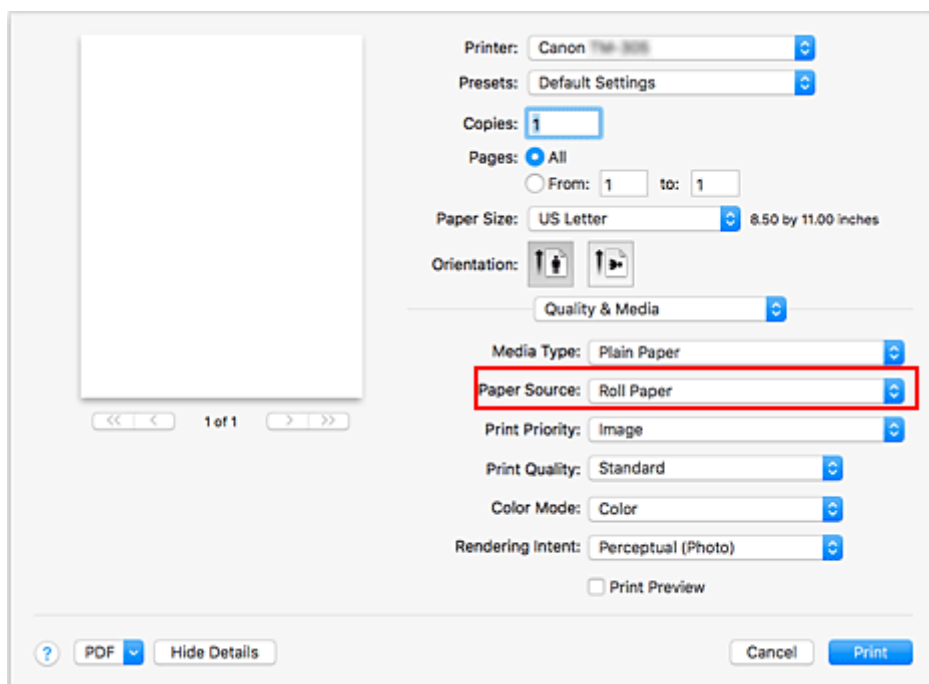 Printer: Canon
Presets: Default Settings
Copies: 1
Pages: All
From: 1 to: 1
Paper Size: US Letter 8.50 by 11.00 inches
Orientation:
Quality & Media
Media Type: Plain Paper
Paper Source: Roll Paper
<< < 1 of 1 > >>
Print Priority: Image
Print Quality: Standard
Color Mode: Color
Rendering Intent: Perceptual (Photo)
Print Preview
? PDF Hide Details Cancel Print